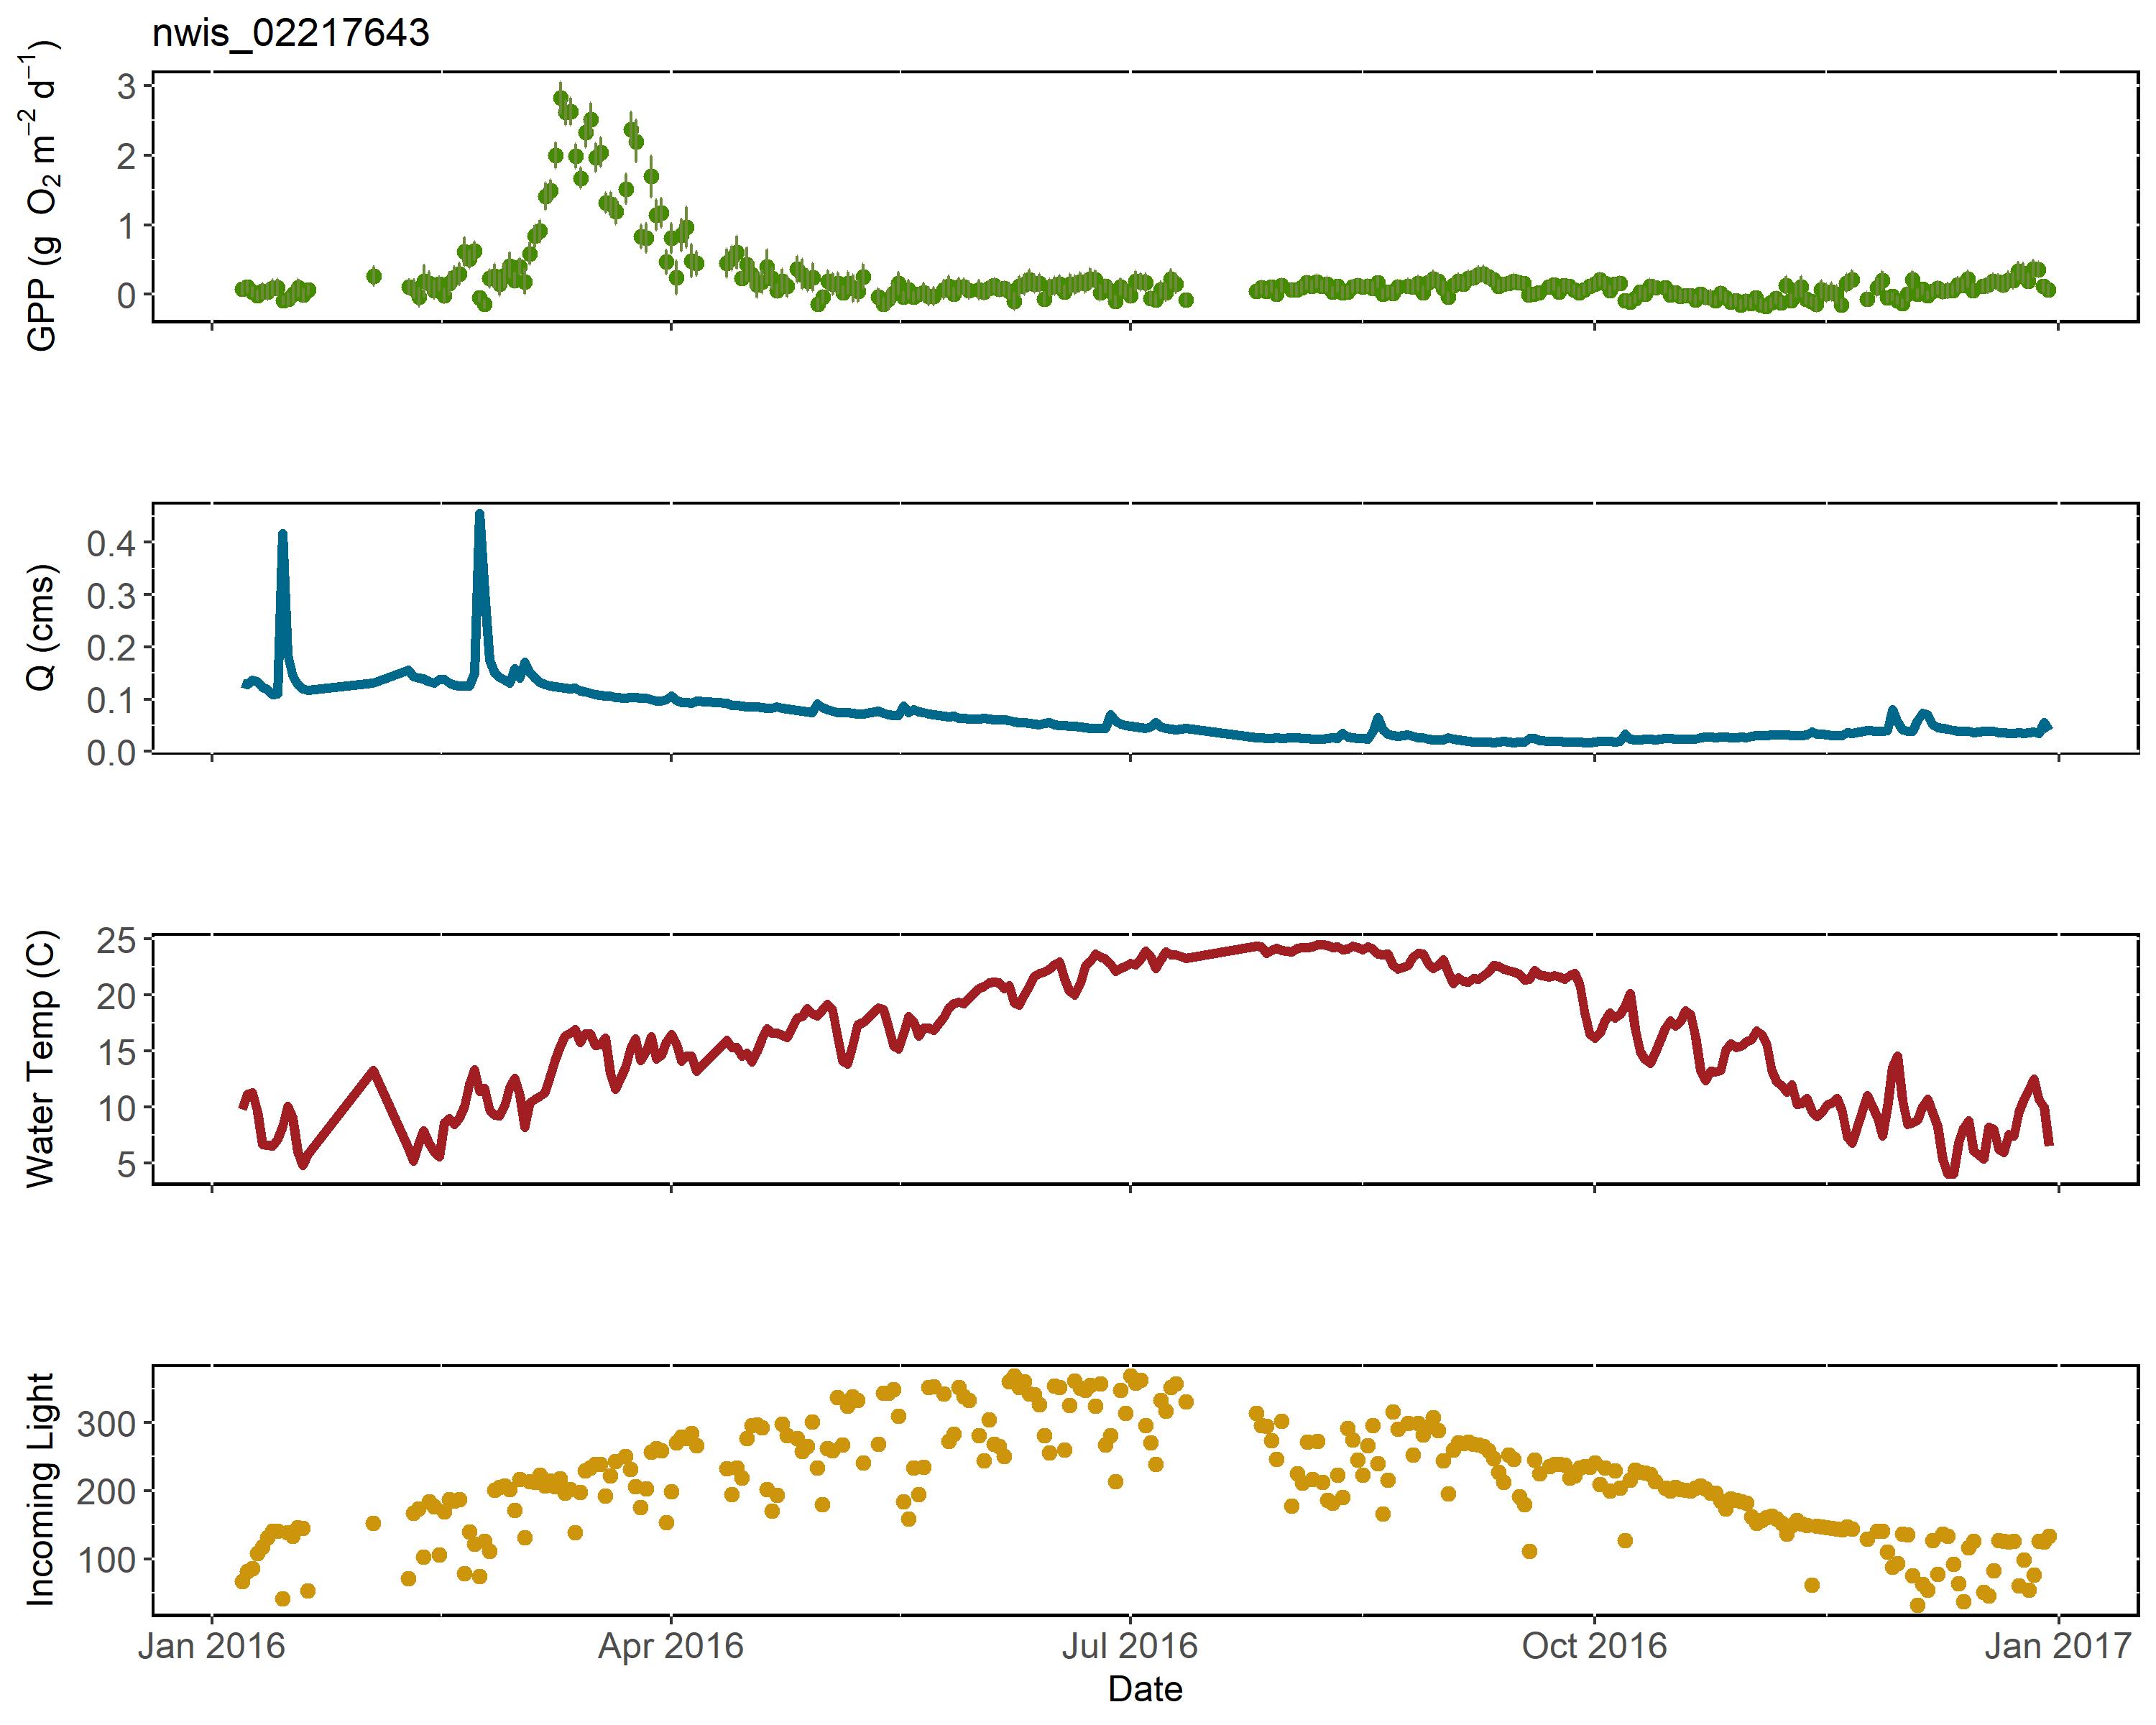 nwis_02217643
GPP (g O₂ m⁻² d⁻¹)
3
2
1
0
Q (cms)
0.4
0.3
0.2
0.1
0.0
Water Temp (C)
25
20
15
10
5
Incoming Light
300
200
100
Jan 2016 Apr 2016 Jul 2016 Oct 2016 Jan 2017
Date